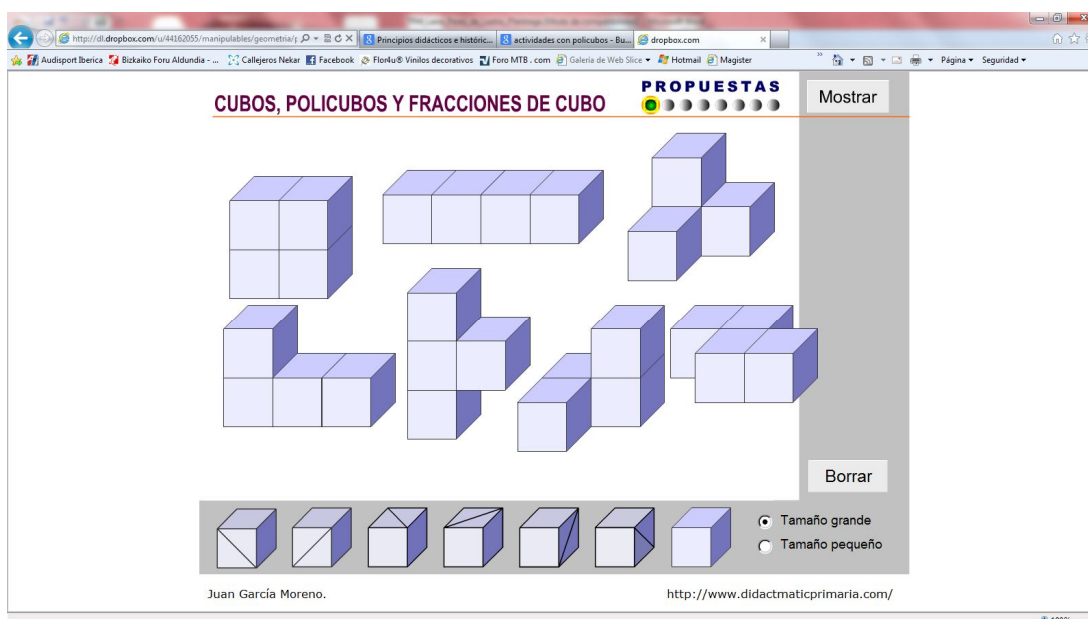 http://dl.dropbox.com/u/44162055/manipulables/geometria/p
Principios didácticos e históric...
actividades con policubos - Bu...
dropbox.com
Audisport Iberica
Bizkaiko Foru Aldundia - ...
Callejeros Nekar
Facebook
Flor4u® Vinilos decorativos
Foro MTB . com
Galería de Web Slice
Hotmail
Magister
Página
Seguridad
CUBOS, POLICUBOS Y FRACCIONES DE CUBO
PROPUESTAS
Mostrar
Borrar
Tamaño grande
Tamaño pequeño
Juan García Moreno.
http://www.didactmaticprimaria.com/